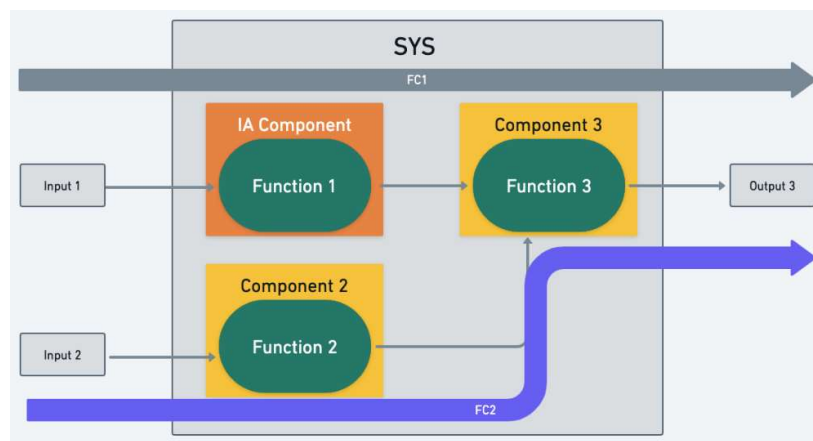 SYS
FC1
IA Component
Component 3
Function 1
Function 3
Input 1
Output 3
Component 2
Function 2
Input 2
FC2